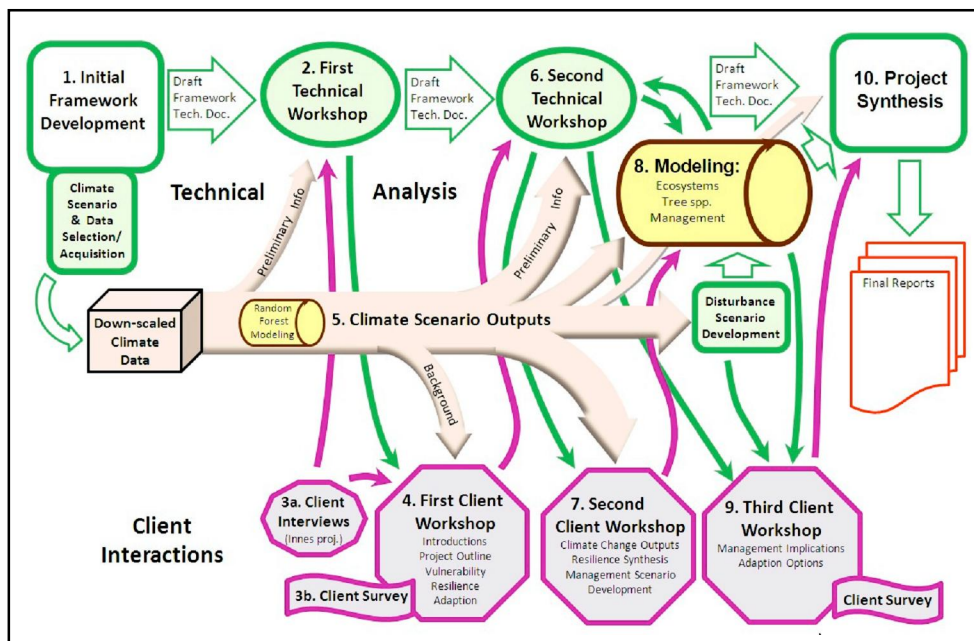 1. Initial
Framework
Development
Draft
Framework
Tech. Doc.
2. First
Technical
Workshop
Draft
Framework
Tech. Doc.
6. Second
Technical
Workshop
Draft
Framework
Tech. Doc.
10. Project
Synthesis
Climate
Scenario
& Data
Selection/
Acquisition
Technical
Analysis
Preliminary Info
Preliminary
Info
8. Modeling:
Ecosystems
Tree spp.
Management
Down-scaled
Climate
Data
Random
Forest
Modeling
5. Climate Scenario Outputs
Disturbance
Scenario
Development
Final Reports
Background
Client
Interactions
3a. Client
Interviews
(Innes proj.)
3b. Client Survey
4. First Client
Workshop
Introductions
Project Outline
Vulnerability
Resilience
Adaption
7. Second
Client Workshop
Climate Change Outputs
Resilience Synthesis
Management Scenario
Development
9. Third Client
Workshop
Management Implications
Adaption Options
Client Survey